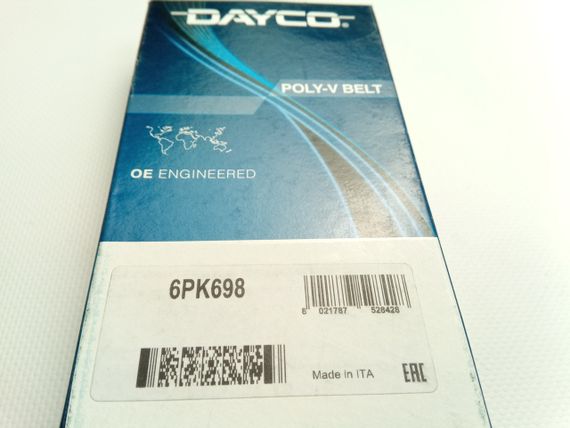 DAYCO®
POLY-V BELT
OE ENGINEERED
6PK698
8 021787 528428
Made in ITA
EAC